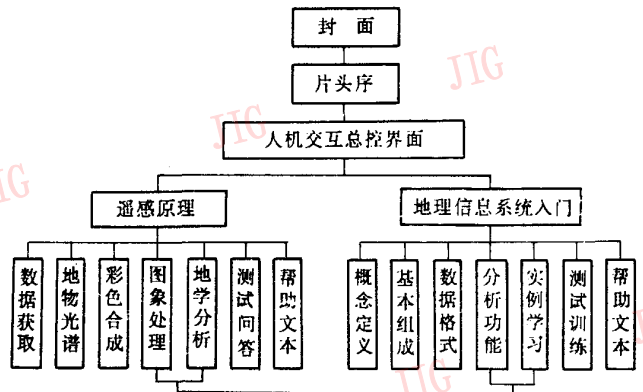 封 面
片头序
人机交互总控界面
遥感原理
地理信息系统入门
数据获取
地物光谱
彩色合成
图象处理
地学分析
测试问答
帮助文本
概念定义
基本组成
数据格式
分析功能
实例学习
测试训练
帮助文本
JIG
JIG
JIG
JIG